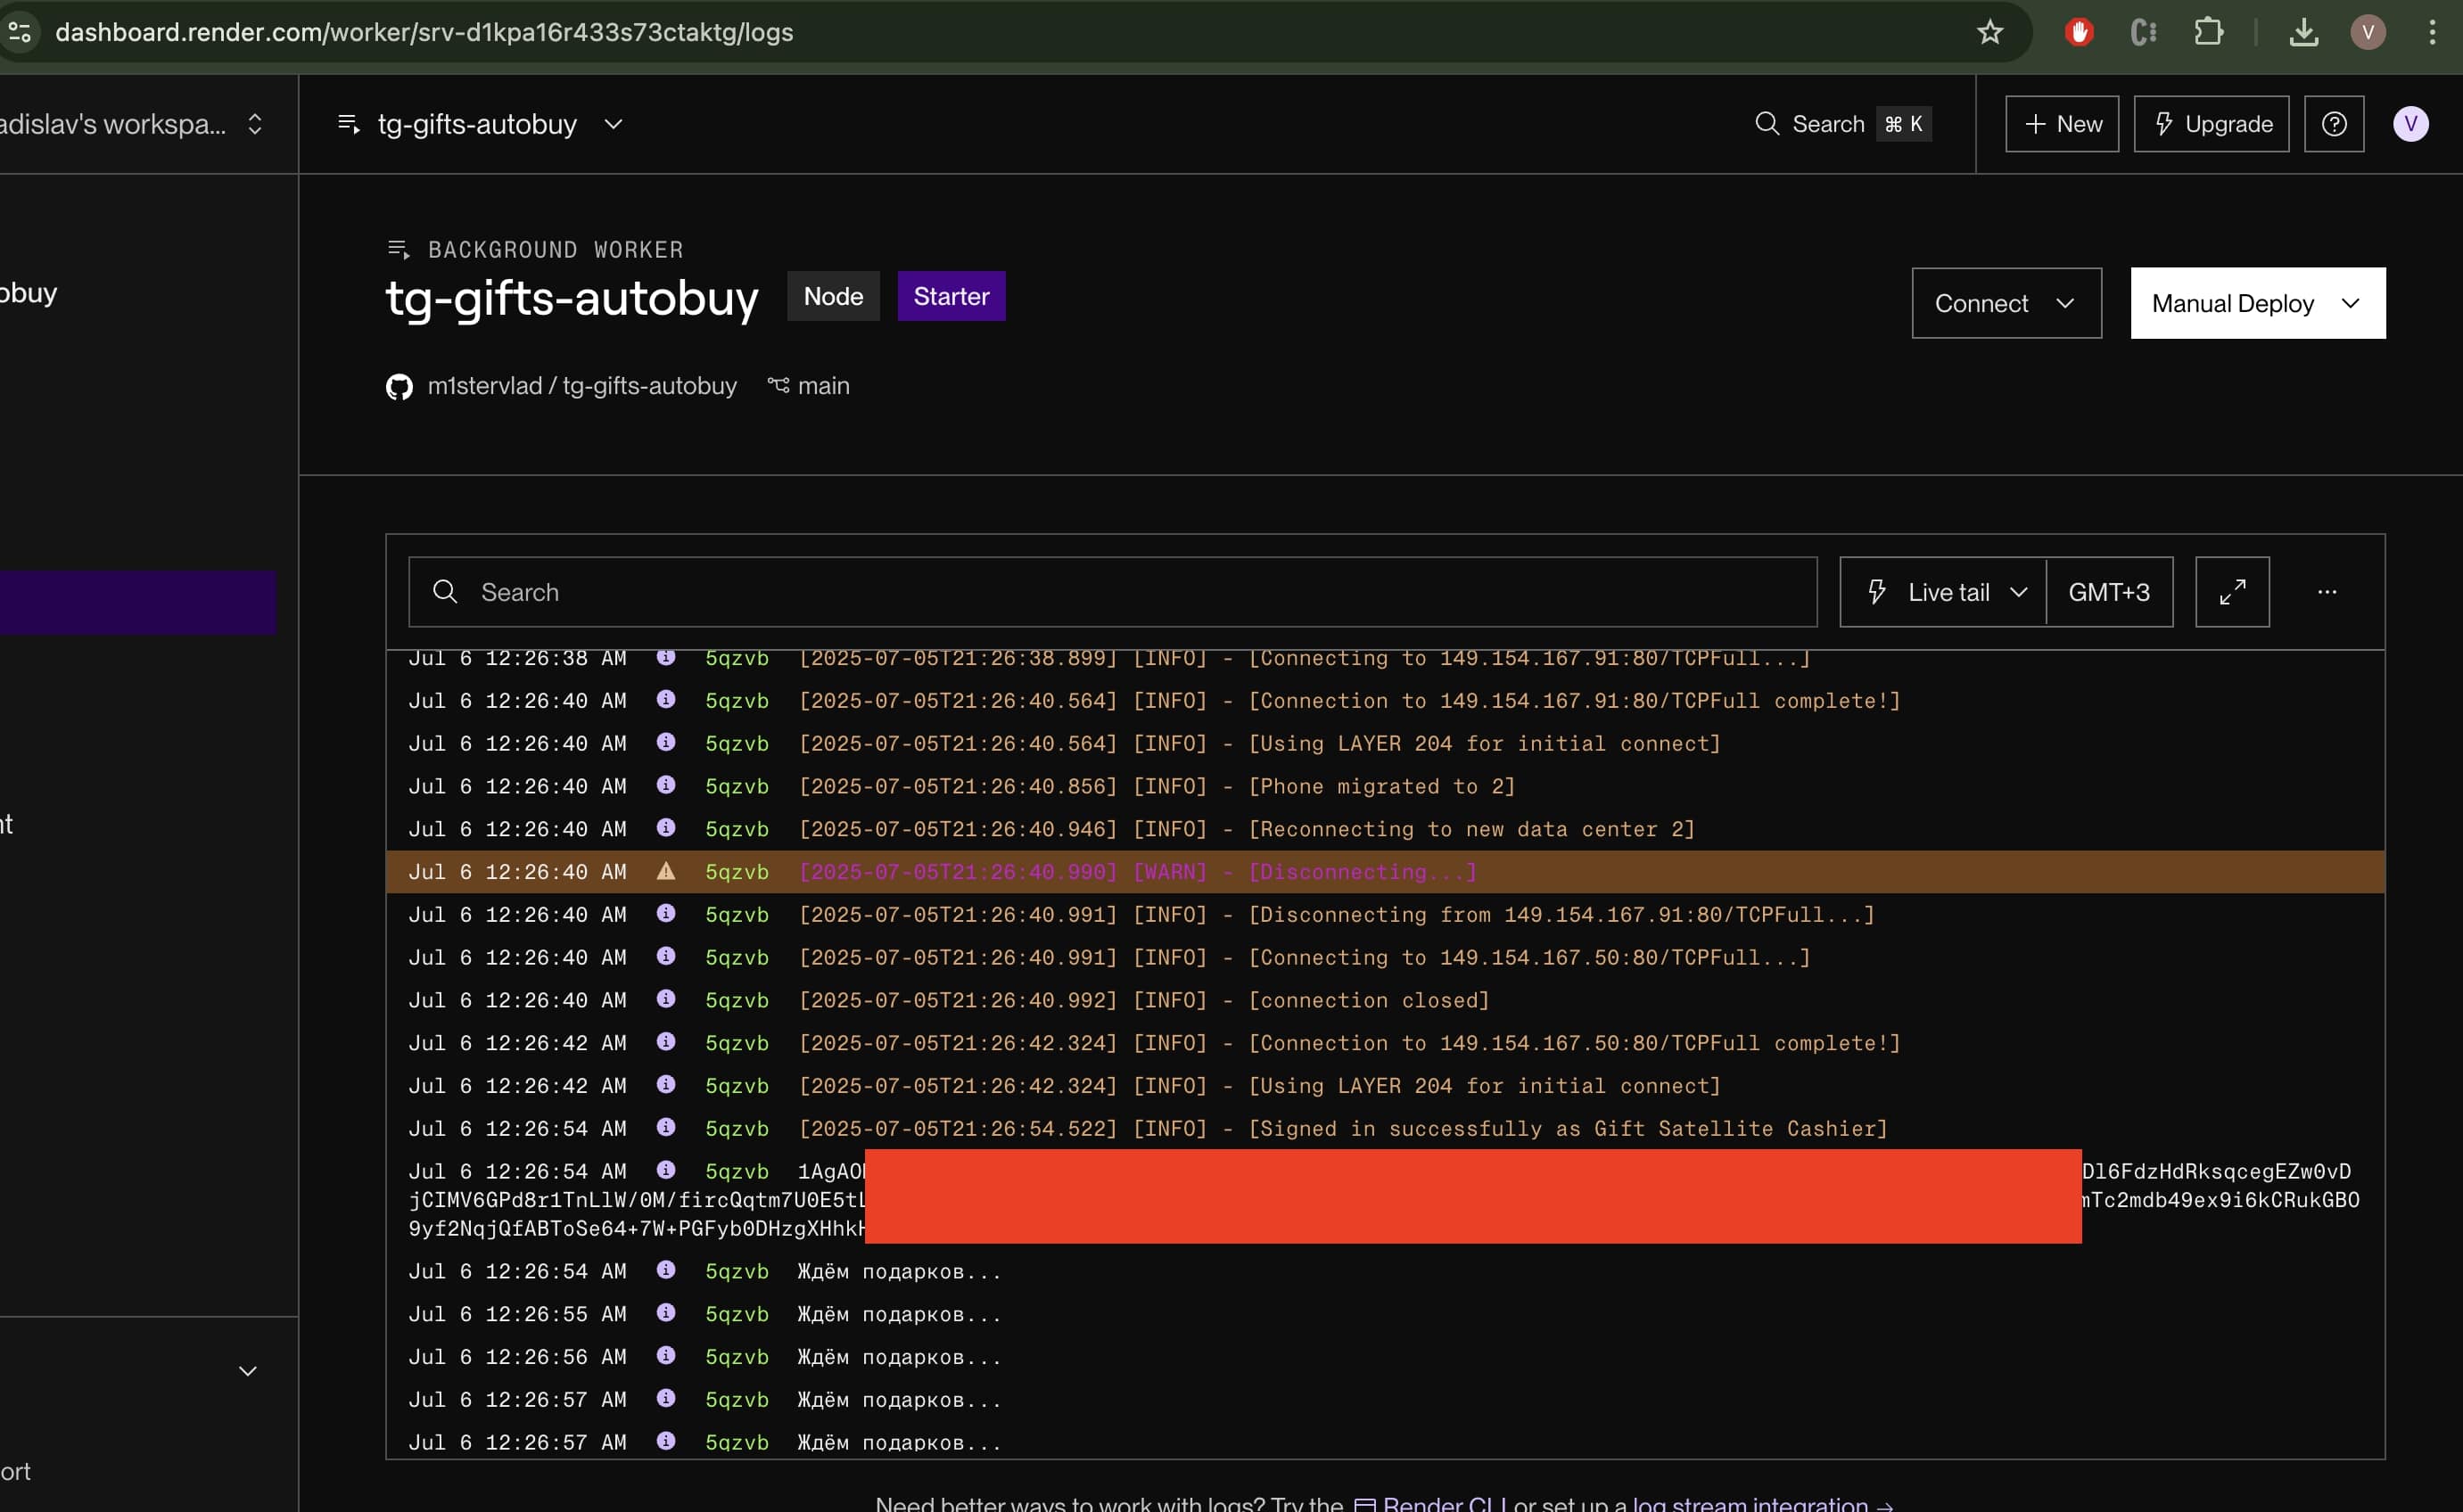 dashboard.render.com/worker/srv-d1kpa16r433s73ctaktg/logs
V
adislav's workspa...
tg-gifts-autobuy
Search ⌘ K
+ New
Upgrade
V
obuy
BACKGROUND WORKER
tg-gifts-autobuy Node Starter
Connect
Manual Deploy
m1stervlad / tg-gifts-autobuy main
Search
Live tail
GMT+3
...
Jul 6 12:26:38 AM 5qzvb [2025-07-05T21:26:38.899] [INFO] - [Connecting to 149.154.167.91:80/TCPFull...]
Jul 6 12:26:40 AM 5qzvb [2025-07-05T21:26:40.564] [INFO] - [Connection to 149.154.167.91:80/TCPFull complete!]
Jul 6 12:26:40 AM 5qzvb [2025-07-05T21:26:40.564] [INFO] - [Using LAYER 204 for initial connect]
Jul 6 12:26:40 AM 5qzvb [2025-07-05T21:26:40.856] [INFO] - [Phone migrated to 2]
nt
Jul 6 12:26:40 AM 5qzvb [2025-07-05T21:26:40.946] [INFO] - [Reconnecting to new data center 2]
Jul 6 12:26:40 AM 5qzvb [2025-07-05T21:26:40.990] [WARN] - [Disconnecting...]
Jul 6 12:26:40 AM 5qzvb [2025-07-05T21:26:40.991] [INFO] - [Disconnecting from 149.154.167.91:80/TCPFull...]
Jul 6 12:26:40 AM 5qzvb [2025-07-05T21:26:40.991] [INFO] - [Connecting to 149.154.167.50:80/TCPFull...]
Jul 6 12:26:40 AM 5qzvb [2025-07-05T21:26:40.992] [INFO] - [connection closed]
Jul 6 12:26:42 AM 5qzvb [2025-07-05T21:26:42.324] [INFO] - [Connection to 149.154.167.50:80/TCPFull complete!]
Jul 6 12:26:42 AM 5qzvb [2025-07-05T21:26:42.324] [INFO] - [Using LAYER 204 for initial connect]
Jul 6 12:26:54 AM 5qzvb [2025-07-05T21:26:54.522] [INFO] - [Signed in successfully as Gift Satellite Cashier]
Jul 6 12:26:54 AM 5qzvb 1AgAO Dl6FdzHdRksqcegEZw0vD
jCIMV6GPd8r1TnLlW/0M/fircQqtm7U0E5tL mTc2mdb49ex9i6kCRukGBO
9yf2NqjQfABToSe64+7W+PGFyb0DHzgXHhkH
Jul 6 12:26:54 AM 5qzvb Ждём подарков...
Jul 6 12:26:55 AM 5qzvb Ждём подарков...
Jul 6 12:26:56 AM 5qzvb Ждём подарков...
Jul 6 12:26:57 AM 5qzvb Ждём подарков...
Jul 6 12:26:57 AM 5qzvb Ждём подарков...
ort
Need better ways to work with logs? Try the Render CLI or set up a log stream integration →